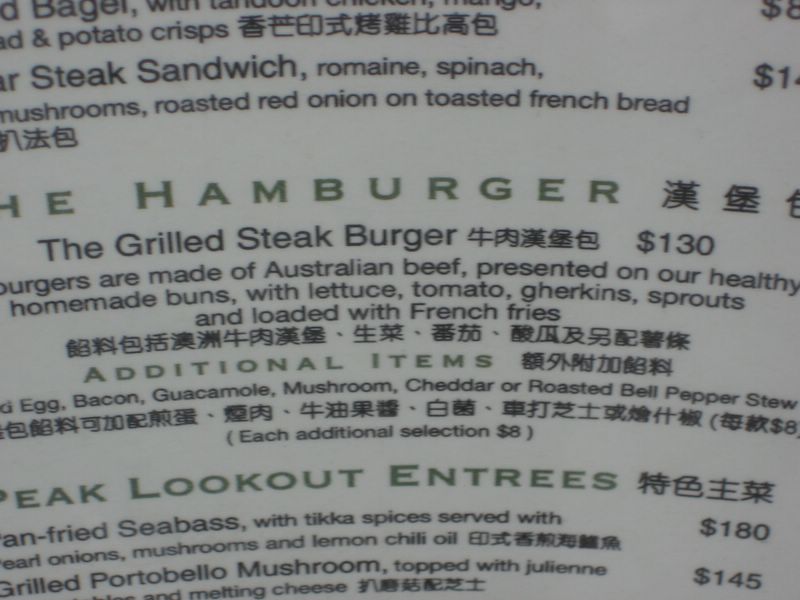 Bagel, with tandoori chicken, mango,
& potato crisps 香芒印式烤雞比高包
Steak Sandwich, romaine, spinach,
mushrooms, roasted red onion on toasted french bread
扒法包
HAMBURGER 漢堡
The Grilled Steak Burger 牛肉漢堡包 $130
burgers are made of Australian beef, presented on our healthy
homemade buns, with lettuce, tomato, gherkins, sprouts
and loaded with French fries
餡料包括澳洲牛肉漢堡、生菜、番茄、酸瓜及另配薯條
ADDITIONAL ITEMS 額外附加餡料
Egg, Bacon, Guacamole, Mushroom, Cheddar or Roasted Bell Pepper Stew
包餡料可加配煎蛋、煙肉、牛油果醬、白菌、車打芝士或燴什椒 (每款$8)
( Each additional selection $8 )
PEAK LOOKOUT ENTREES 特色主菜
Pan-fried Seabass, with tikka spices served with $180
Pearl onions, mushrooms and lemon chili oil 印式香煎海鱸魚
Grilled Portobello Mushroom, topped with julienne $145
and melting cheese 扒磨菇配芝士